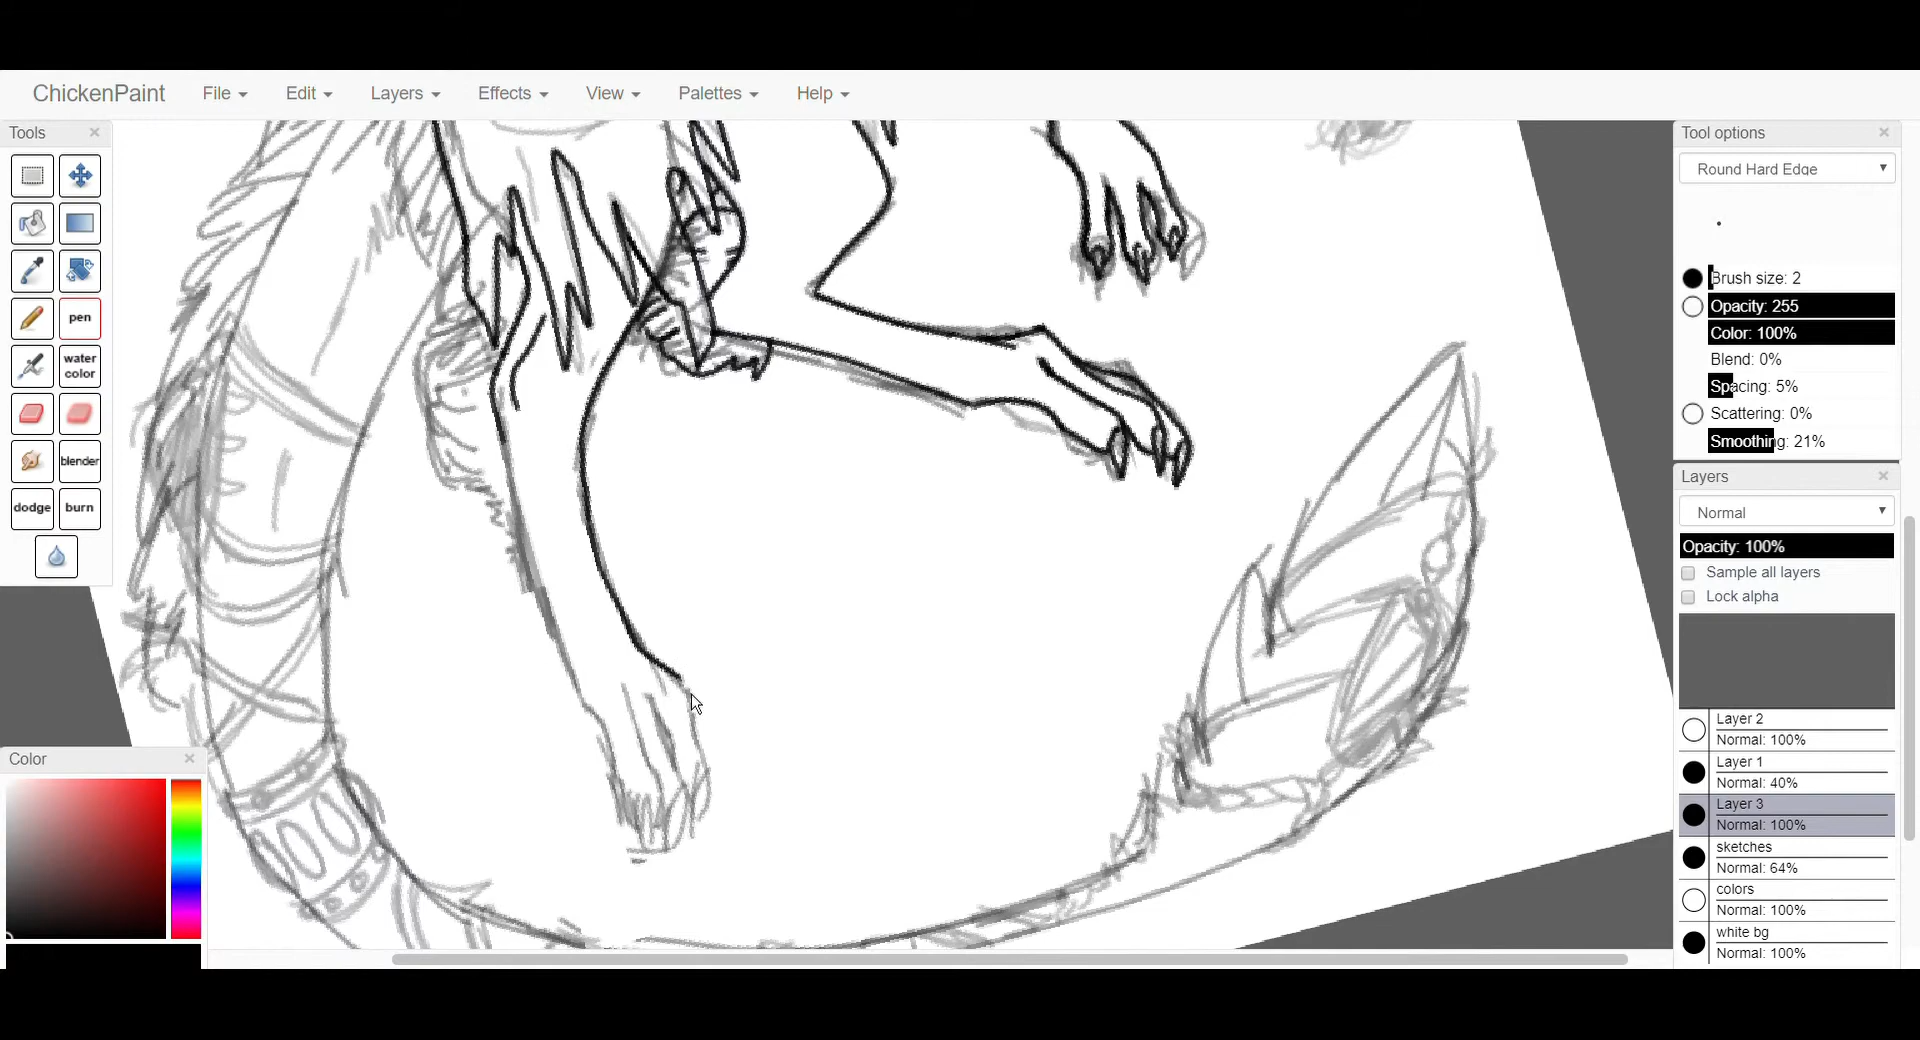 ChickenPaint File Edit Layers Effects View Palettes Help
Tools
pen
water
color
blender
dodge burn
Color
Tool options
Round Hard Edge
Brush size: 2
Opacity: 255
Color: 100%
Blend: 0%
Spacing: 5%
Scattering: 0%
Smoothing: 21%
Layers
Normal
Opacity: 100%
Sample all layers
Lock alpha
Layer 2
Normal: 100%
Layer 1
Normal: 40%
Layer 3
Normal: 100%
sketches
Normal: 64%
colors
Normal: 100%
white bg
Normal: 100%